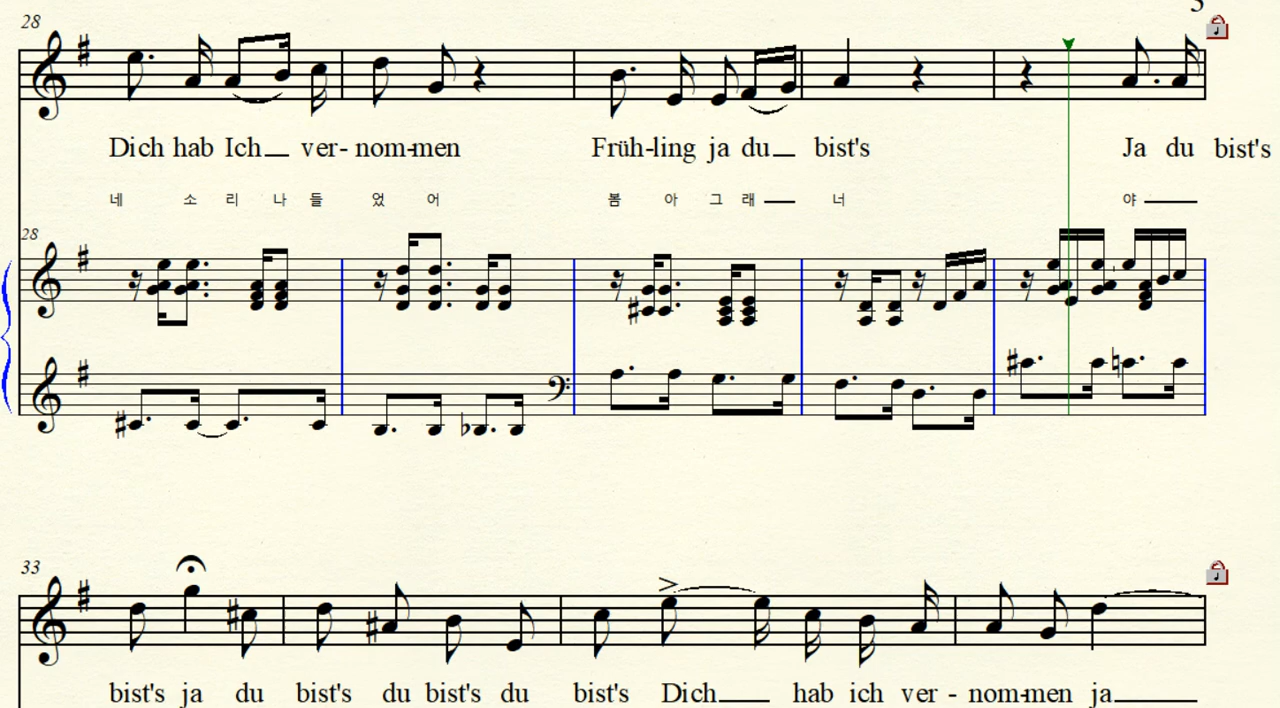 28
Dich hab Ich ver- nom-men Früh-ling ja du bist's Ja du bist's
네 소 리 나 들 었 어 봄 아 그 래 너 야
28
33
bist's ja du bist's du bist's du bist's Dich hab ich ver - nom-men ja